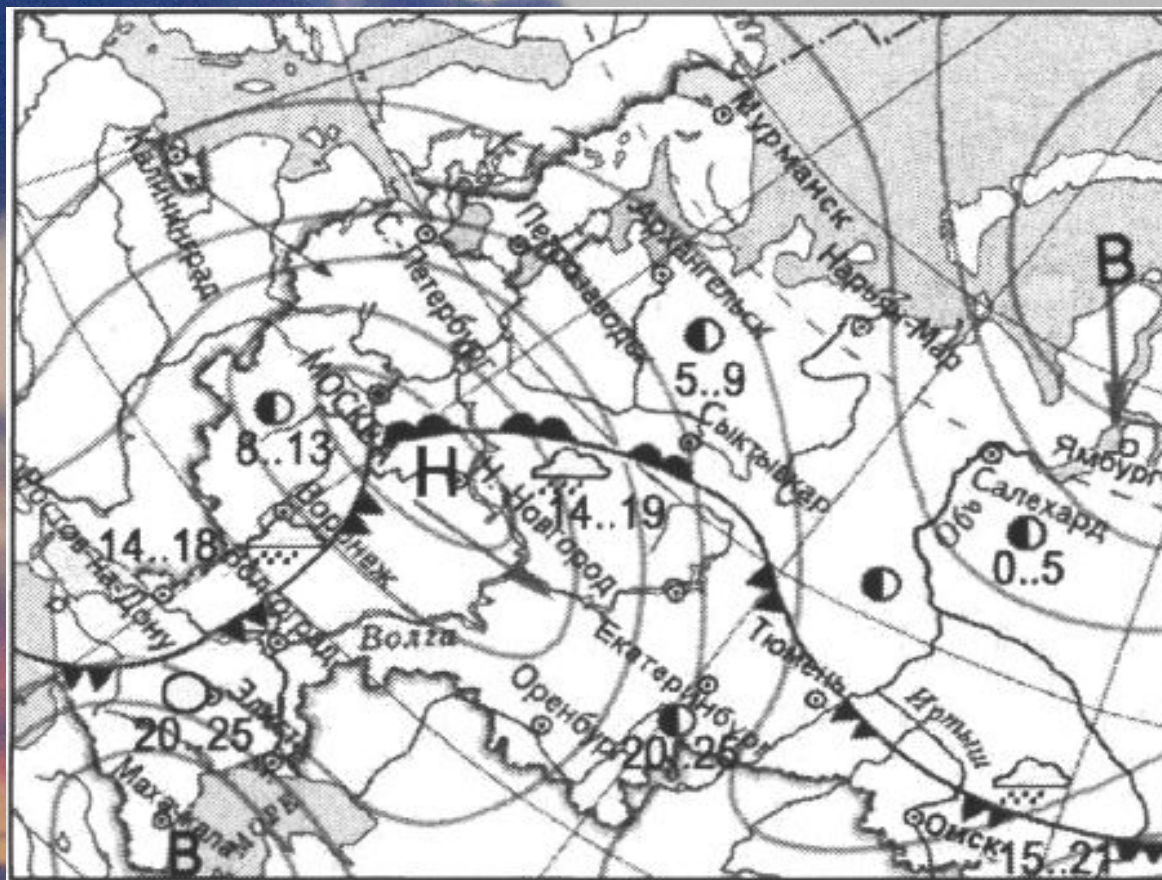 Мурманск
Калининград
С.-Петербург
Петрозаводск
Архангельск
Нарьян-Мар
В
5..9
МОСКВА
8..13
Сыктывкар
Н
Ямбург
Н. Новгород
14..19
Салехард
Обь
0..5
Воронеж
14..18
Ростов-на-Дону
Волгоград
Волга
Екатеринбург
Тюмень
Оренбург
Иртыш
Элиста
20..25
20..25
Махачкала
МОРЕ
В
Омск
15..21